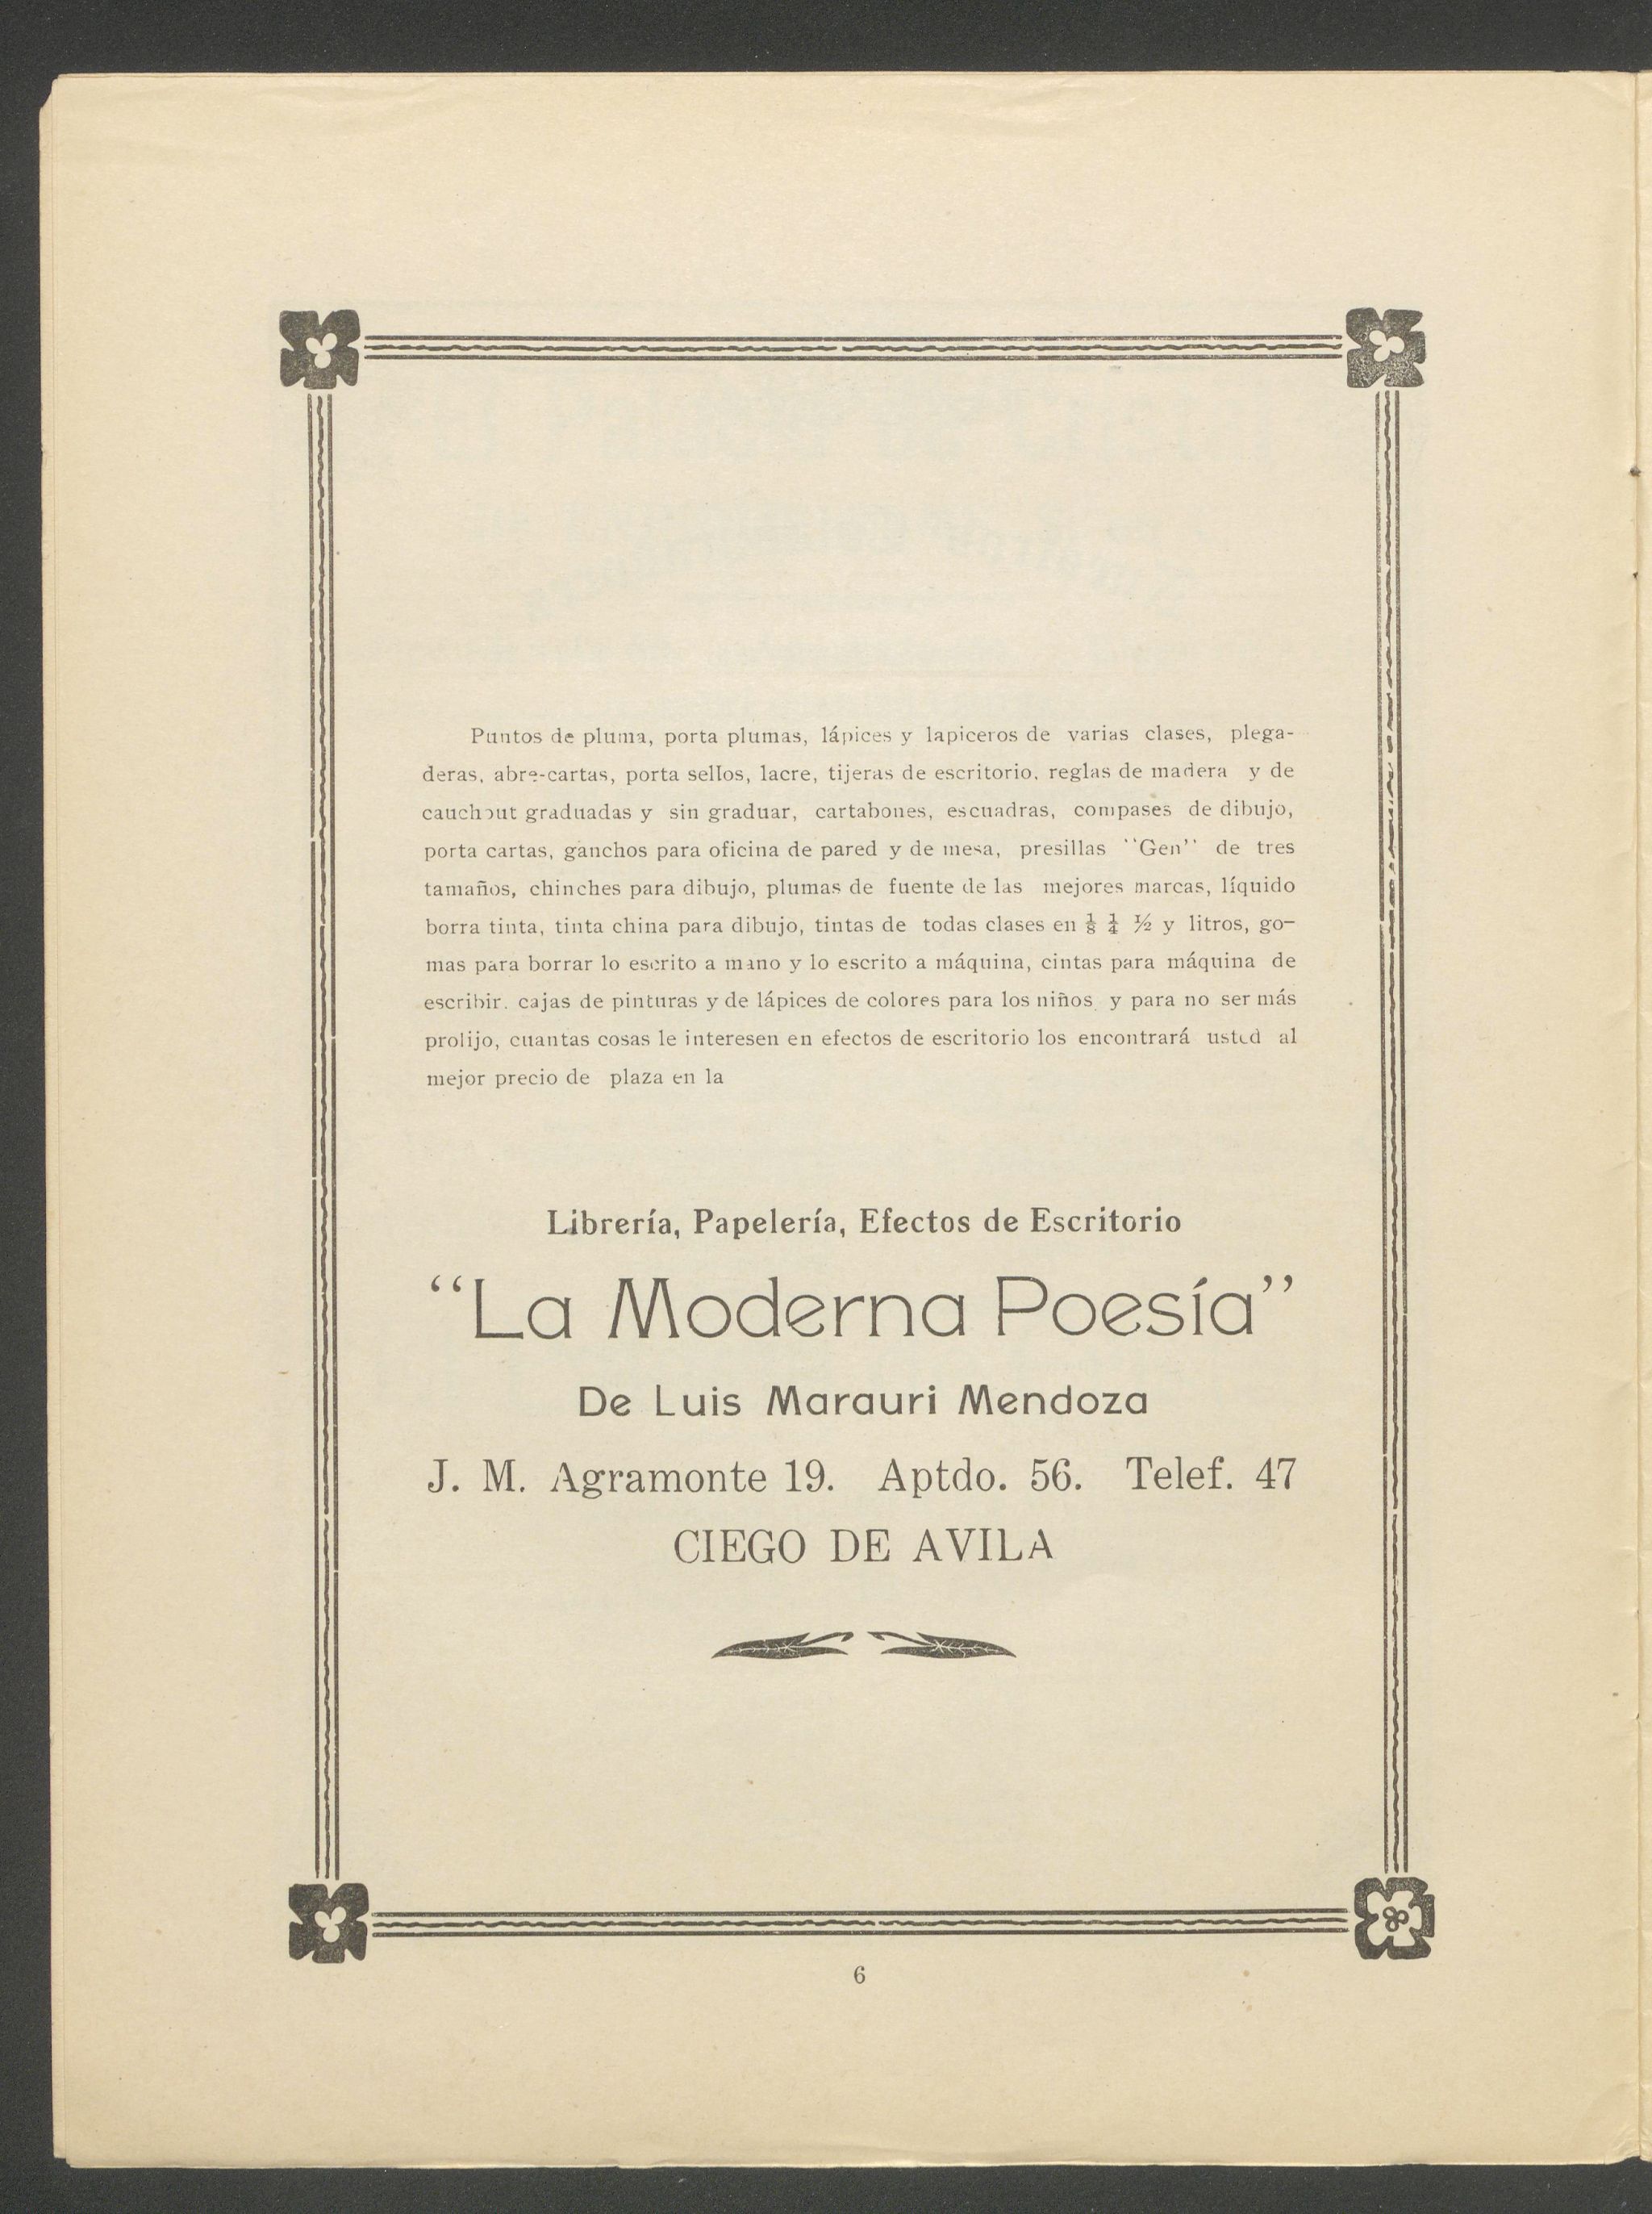 Puntos de pluma, porta plumas, lápices y lapiceros de varias clases, plega-
deras, abre-cartas, porta sellos, lacre, tijeras de escritorio, reglas de madera y de
cauchout graduadas y sin graduar, cartabones, escuadras, compases de dibujo,
porta cartas, ganchos para oficina de pared y de mesa, presillas "Gen" de tres
tamaños, chinches para dibujo, plumas de fuente de las mejores marcas, líquido
borra tinta, tinta china para dibujo, tintas de todas clases en ⅛ ¼ ½ y litros, go-
mas para borrar lo escrito a mano y lo escrito a máquina, cintas para máquina de
escribir. cajas de pinturas y de lápices de colores para los niños. y para no ser más
prolijo, cuantas cosas le interesen en efectos de escritorio los encontrará usted al
mejor precio de plaza en la
Librería, Papelería, Efectos de Escritorio
"La Moderna Poesía"
De Luis Marauri Mendoza
J. M. Agramonte 19. Aptdo. 56. Telef. 47
CIEGO DE AVILA
6